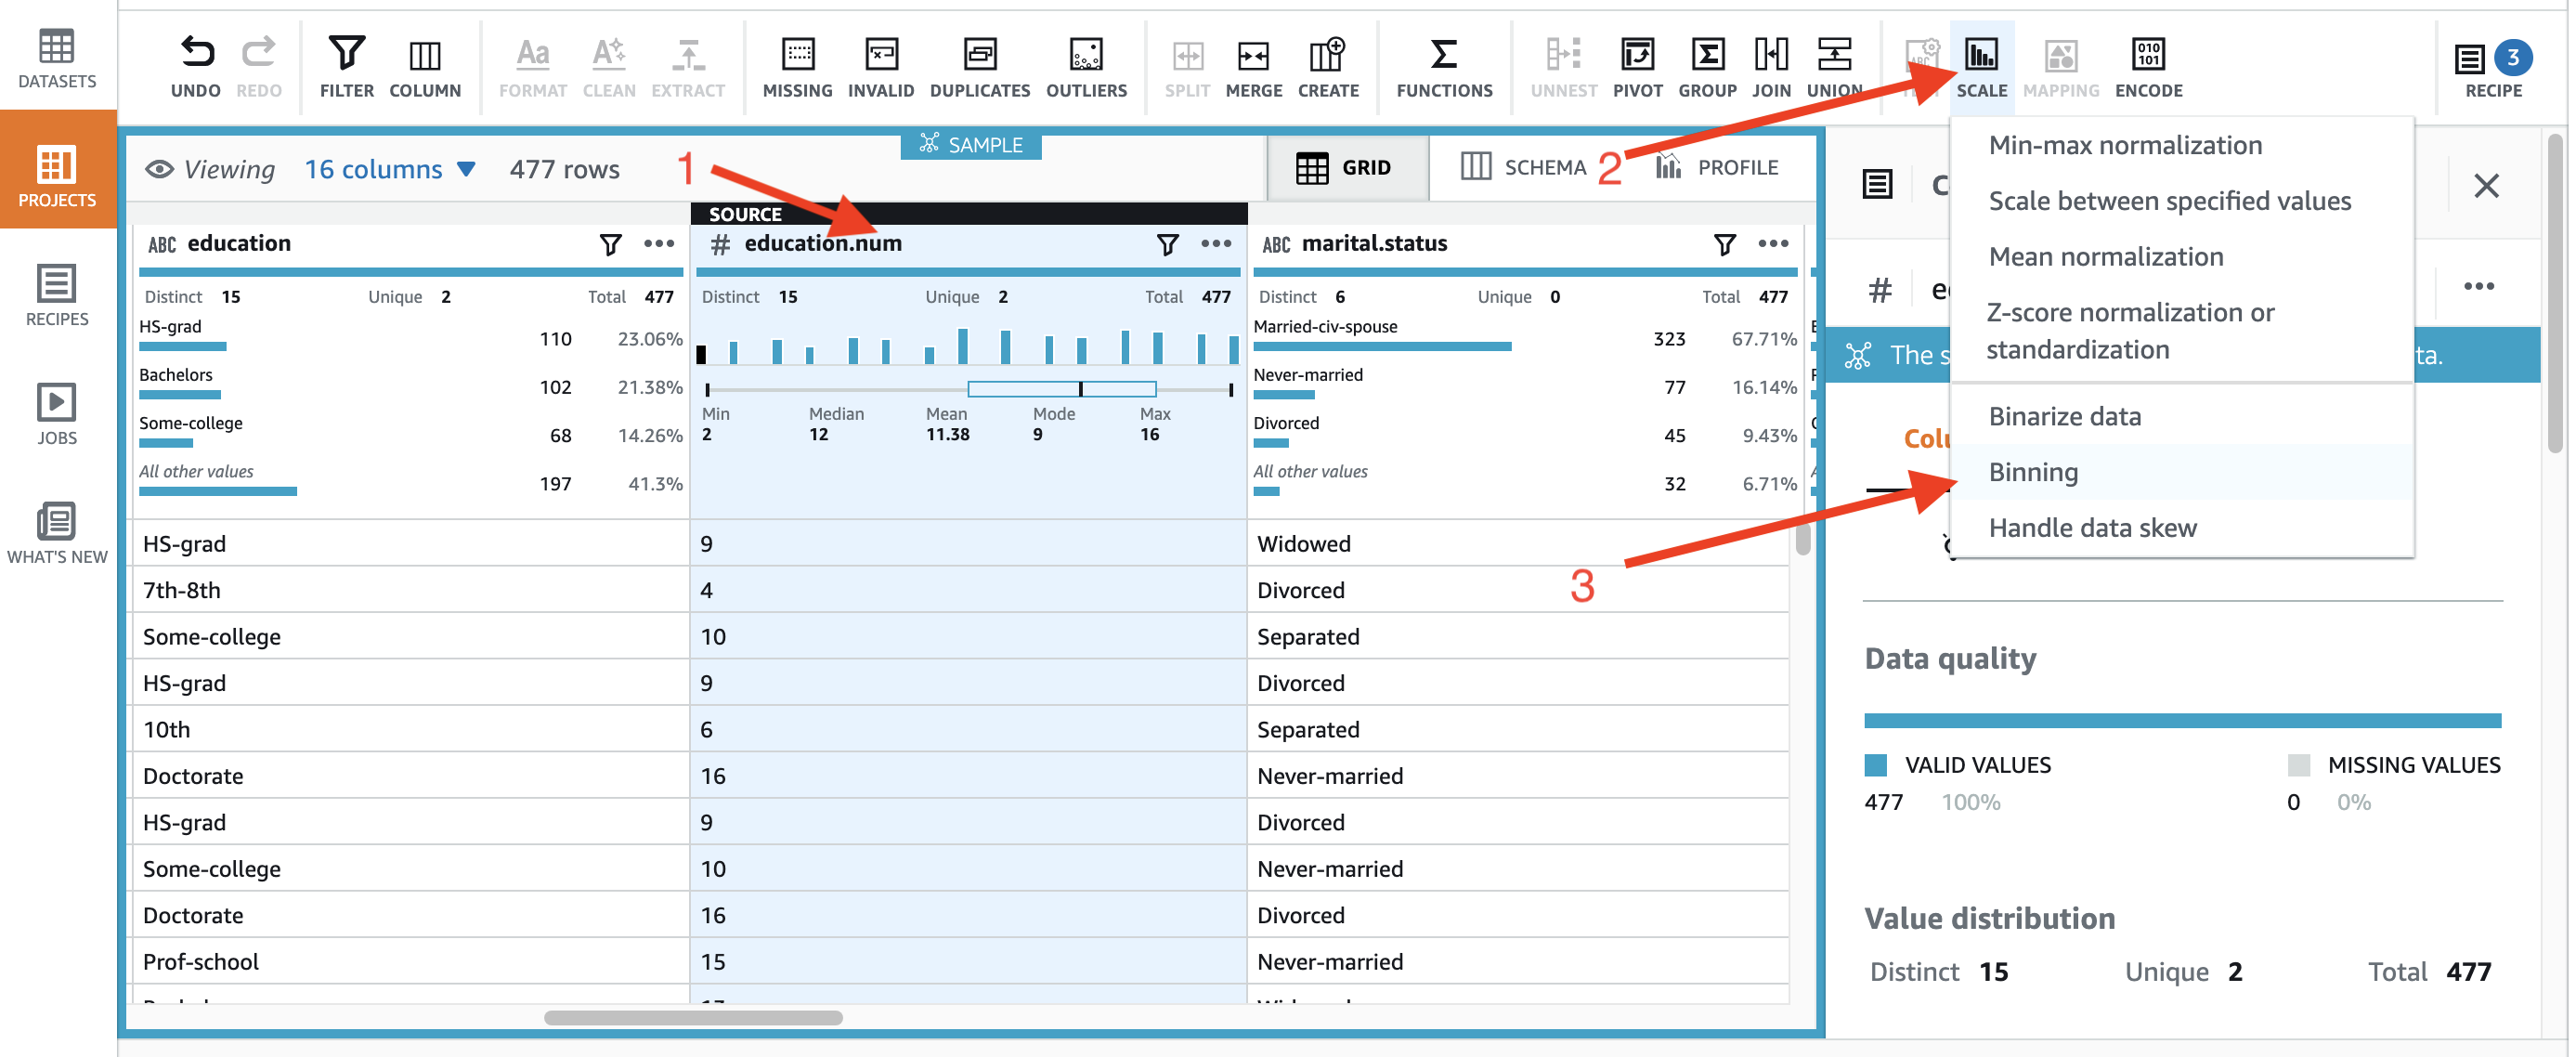 DATASETS
PROJECTS
RECIPES
JOBS
WHAT'S NEW
UNDO REDO FILTER COLUMN FORMAT CLEAN EXTRACT MISSING INVALID DUPLICATES OUTLIERS SPLIT MERGE CREATE FUNCTIONS UNNEST PIVOT GROUP JOIN UNION SCALE MAPPING ENCODE RECIPE 3
Viewing 16 columns 477 rows
SAMPLE
GRID SCHEMA PROFILE
1
2
3
SOURCE
ABC education # education.num ABC marital.status
Distinct 15 Unique 2 Total 477 Distinct 15 Unique 2 Total 477 Distinct 6 Unique 0 Total 477
HS-grad 110 23.06%
Bachelors 102 21.38%
Some-college 68 14.26%
All other values 197 41.3%
Min Median Mean Mode Max
2 12 11.38 9 16
Married-civ-spouse 323 67.71%
Never-married 77 16.14%
Divorced 45 9.43%
All other values 32 6.71%
HS-grad 9 Widowed
7th-8th 4 Divorced
Some-college 10 Separated
HS-grad 9 Divorced
10th 6 Separated
Doctorate 16 Never-married
HS-grad 9 Divorced
Some-college 10 Never-married
Doctorate 16 Divorced
Prof-school 15 Never-married
Min-max normalization
Scale between specified values
Mean normalization
Z-score normalization or
standardization
Binarize data
Binning
Handle data skew
#
The s
ta.
Colu
Data quality
VALID VALUES MISSING VALUES
477 100% 0 0%
Value distribution
Distinct 15 Unique 2 Total 477